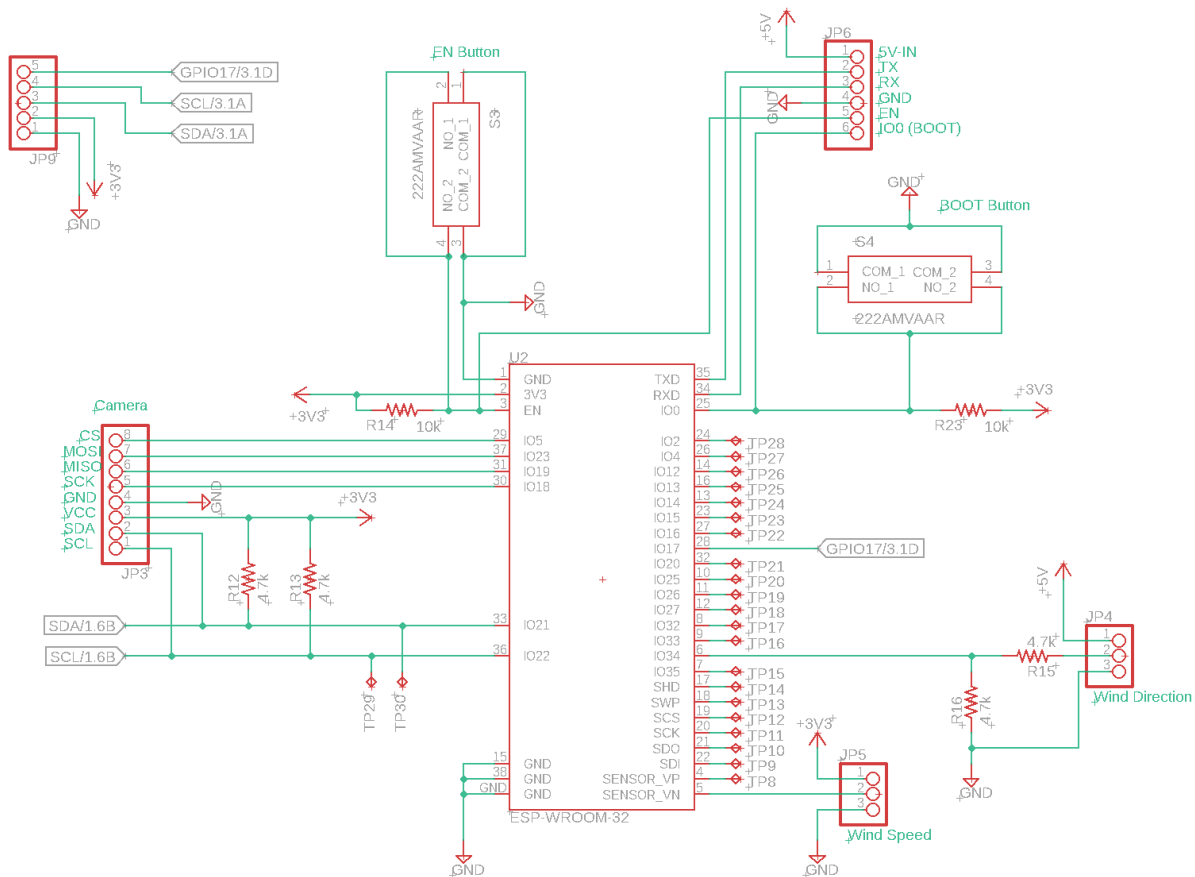 5
4
3
2
1
GPIO17/3.1D
SCL/3.1A
SDA/3.1A
JP9
+3V3
GND
EN Button
2
1
NO_1
COM_1
NO_2
COM_2
222AMVAAR
S3
4
3
GND
+5V
JP6
1
2
3
4
5
6
5V-IN
TX
RX
GND
EN
IO0 (BOOT)
GND
GND
BOOT Button
S4
1
2
COM_1 COM_2
NO_1 NO_2
3
4
222AMVAAR
+3V3
R14
10k
R23
10k
+3V3
Camera
CS
MOSI
MISO
SCK
GND
VCC
SDA
SCL
8
7
6
5
4
3
2
1
JP3
GND
+3V3
R12
4.7k
R13
4.7k
SDA/1.6B
SCL/1.6B
TP29
TP30
U2
1 GND
2 3V3
3 EN
29 IO5
37 IO23
31 IO19
30 IO18
33 IO21
36 IO22
15 GND
38 GND
GND GND
GND
TXD 35
RXD 34
IO0 25
IO2 24 TP28
IO4 26 TP27
IO12 14 TP26
IO13 16 TP25
IO14 13 TP24
IO15 23 TP23
IO16 27 TP22
IO17 28 GPIO17/3.1D
IO20 32 TP21
IO25 10 TP20
IO26 11 TP19
IO27 12 TP18
IO32 8 TP17
IO33 9 TP16
IO34 6
IO35 7 TP15
SHD 17 TP14
SWP 18 TP13
SCS 19 TP12
SCK 20 TP11
SDO 21 TP10
SDI 22 TP9
SENSOR_VP 4 TP8
SENSOR_VN 5
ESP-WROOM-32
4.7k
R15
R16
4.7k
GND
+5V
JP4
1
2
3
Wind Direction
+3V3
JP5
1
2
3
Wind Speed
GND